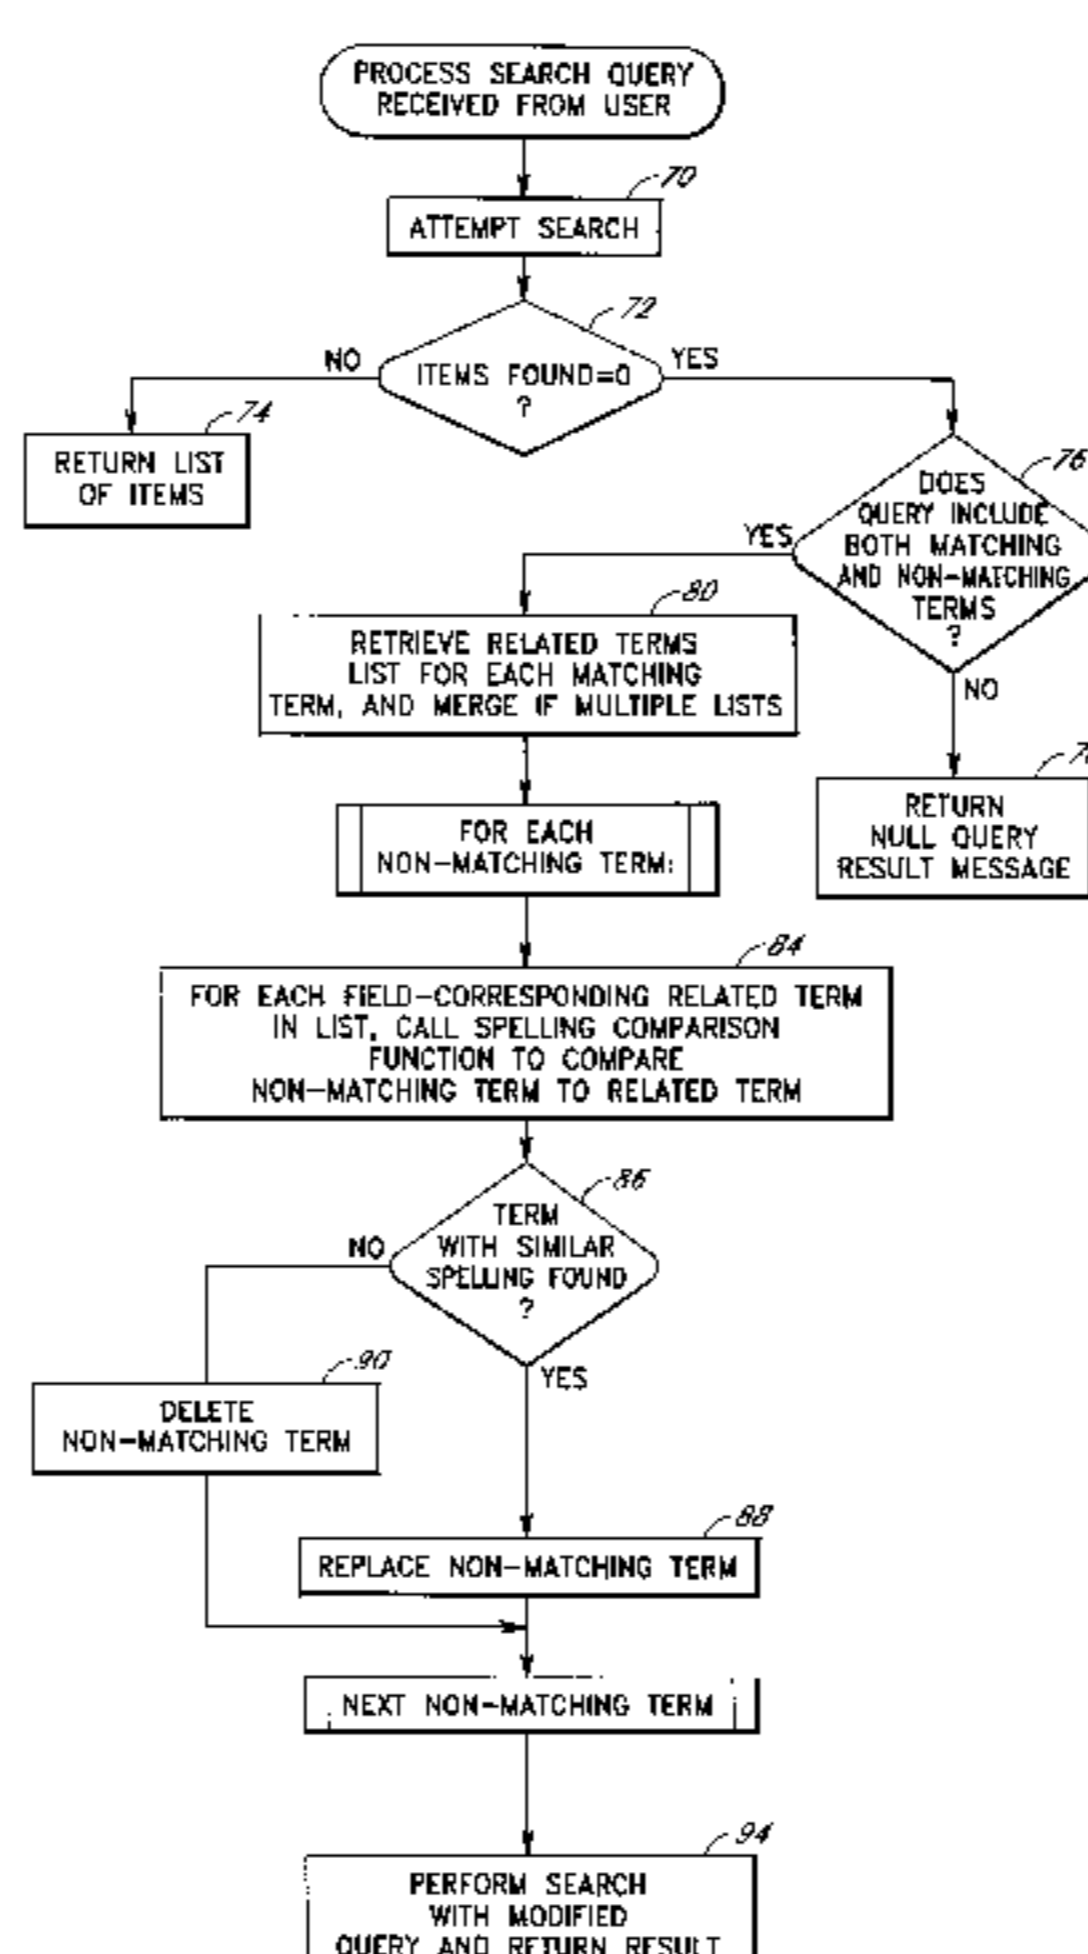 PROCESS SEARCH QUERY
RECEIVED FROM USER
70
ATTEMPT SEARCH
72
NO
ITEMS FOUND=0
?
YES
74
RETURN LIST
OF ITEMS
76
DOES
QUERY INCLUDE
BOTH MATCHING
AND NON-MATCHING
TERMS
?
YES
NO
80
RETRIEVE RELATED TERMS
LIST FOR EACH MATCHING
TERM, AND MERGE IF MULTIPLE LISTS
RETURN
NULL QUERY
RESULT MESSAGE
FOR EACH
NON-MATCHING TERM:
84
FOR EACH FIELD-CORRESPONDING RELATED TERM
IN LIST, CALL SPELLING COMPARISON
FUNCTION TO COMPARE
NON-MATCHING TERM TO RELATED TERM
86
TERM
WITH SIMILAR
SPELLING FOUND
?
NO
YES
90
DELETE
NON-MATCHING TERM
88
REPLACE NON-MATCHING TERM
NEXT NON-MATCHING TERM
94
PERFORM SEARCH
WITH MODIFIED
QUERY AND RETURN RESULT